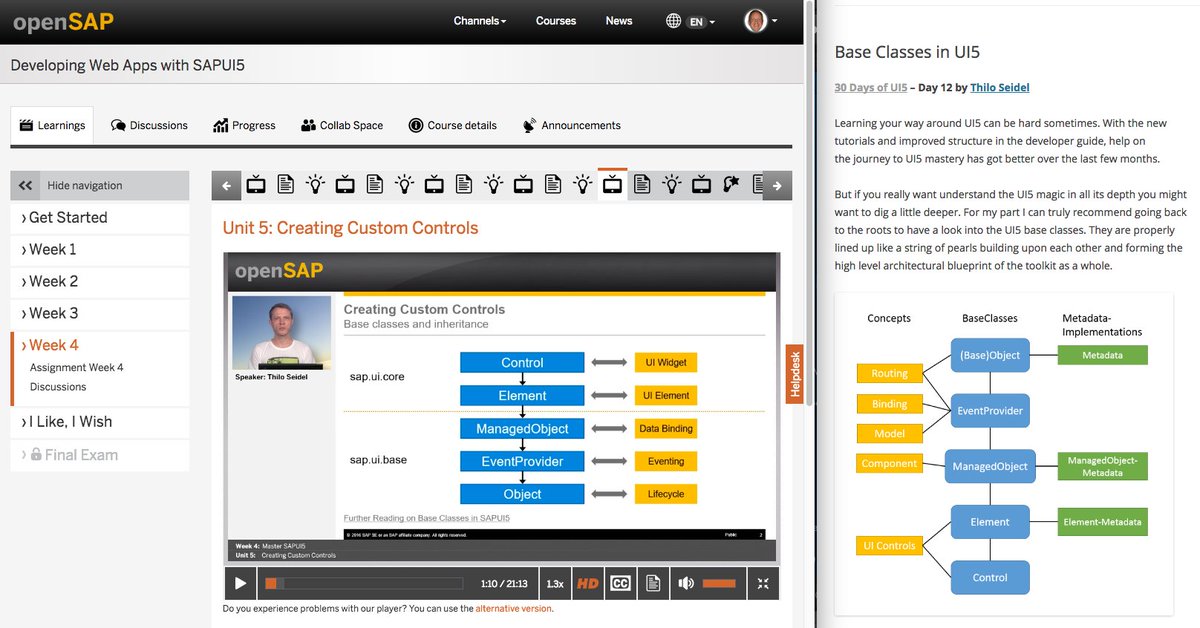 openSAP
Channels
Courses
News
EN
Developing Web Apps with SAPUI5
Learnings
Discussions
Progress
Collab Space
Course details
Announcements
Hide navigation
Get Started
Week 1
Week 2
Week 3
Week 4
Assignment Week 4
Discussions
I Like, I Wish
Final Exam
Unit 5: Creating Custom Controls
openSAP
Speaker: Thilo Seidel
Creating Custom Controls
Base classes and inheritance
sap.ui.core
Control
UI Widget
Element
UI Element
ManagedObject
Data Binding
sap.ui.base
EventProvider
Eventing
Object
Lifecycle
Further Reading on Base Classes in SAPUI5
© 2016 SAP SE or an SAP affiliate company. All rights reserved.
Public
2
Week 4: Master SAPUI5
Unit 5: Creating Custom Controls
1:10 / 21:13
1.3x
HD
CC
Do you experience problems with our player? You can use the alternative version.
Helpdesk
Base Classes in UI5
30 Days of UI5 – Day 12 by Thilo Seidel
Learning your way around UI5 can be hard sometimes. With the new
tutorials and improved structure in the developer guide, help on
the journey to UI5 mastery has got better over the last few months.
But if you really want understand the UI5 magic in all its depth you might
want to dig a little deeper. For my part I can truly recommend going back
to the roots to have a look into the UI5 base classes. They are properly
lined up like a string of pearls building upon each other and forming the
high level architectural blueprint of the toolkit as a whole.
Concepts
BaseClasses
Metadata-
Implementations
(Base)Object
Metadata
Routing
Binding
EventProvider
Model
Component
ManagedObject
ManagedObject-
Metadata
Element
Element-Metadata
UI Controls
Control